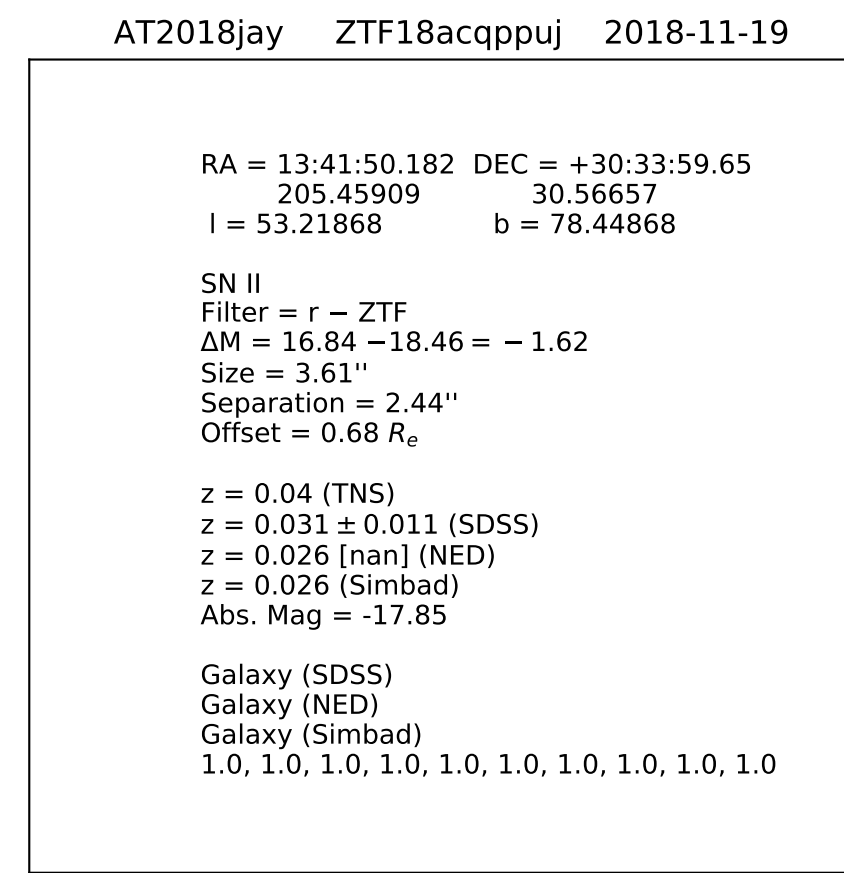 AT2018jay ZTF18acqppuj 2018-11-19
RA = 13:41:50.182 DEC = +30:33:59.65
205.45909 30.56657
l = 53.21868 b = 78.44868
SN II
Filter = r − ZTF
ΔM = 16.84 −18.46 = − 1.62
Size = 3.61''
Separation = 2.44''
Offset = 0.68 Re
z = 0.04 (TNS)
z = 0.031 ± 0.011 (SDSS)
z = 0.026 [nan] (NED)
z = 0.026 (Simbad)
Abs. Mag = -17.85
Galaxy (SDSS)
Galaxy (NED)
Galaxy (Simbad)
1.0, 1.0, 1.0, 1.0, 1.0, 1.0, 1.0, 1.0, 1.0, 1.0